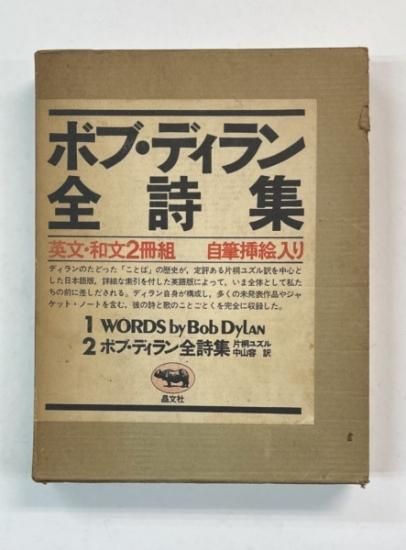 ボブ・ディラン
全詩集
英文・和文2冊組 自筆挿絵入り
ディランのたどった「ことば」の歴史が，定評ある片桐ユズル訳を中心と
した日本語版，詳細な索引を付した英語版によって，いま全体として私た
ちの前に差しだされる。ディラン自身が構成し，多くの未発表作品やジャ
ケット・ノートを含む，彼の詩と歌のことごとくを完全に収録した。
1 WORDS by Bob Dylan
2 ボブ・ディラン全詩集 片桐ユズル
中山容 訳
晶文社